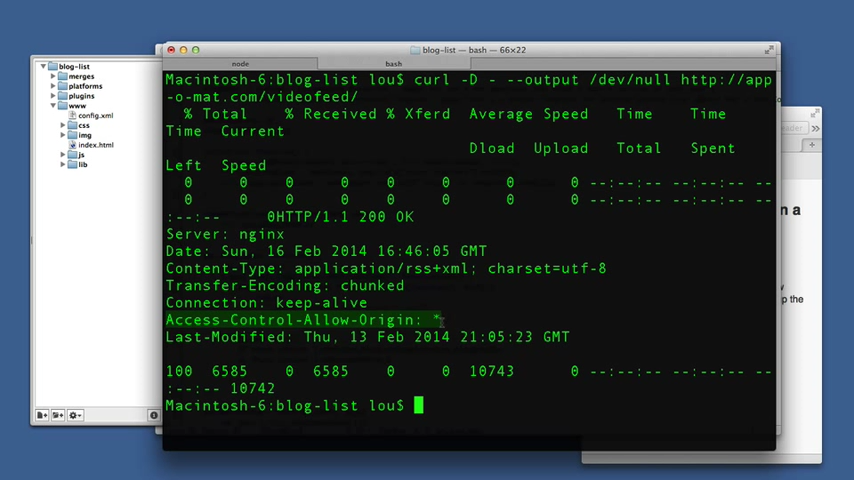 blog-list — bash — 66×22
node
bash
blog-list
merges
platforms
plugins
www
config.xml
css
img
index.html
js
lib
Macintosh-6:blog-list lou$ curl -D - --output /dev/null http://app
-o-mat.com/videofeed/
% Total % Received % Xferd Average Speed Time Time
Time Current
Dload Upload Total Spent
Left Speed
0 0 0 0 0 0 0 0 --:--:-- --
0 0 0 0 0 0 0 0 --:--:-- --
:--:-- 0HTTP/1.1 200 OK
Server: nginx
Date: Sun, 16 Feb 2014 16:46:05 GMT
Content-Type: application/rss+xml; charset=utf-8
Transfer-Encoding: chunked
Connection: keep-alive
Access-Control-Allow-Origin: *
Last-Modified: Thu, 13 Feb 2014 21:05:23 GMT
100 6585 0 6585 0 0 10743 0 --:--:-- --
:--:-- 10742
Macintosh-6:blog-list lou$
n a
p the